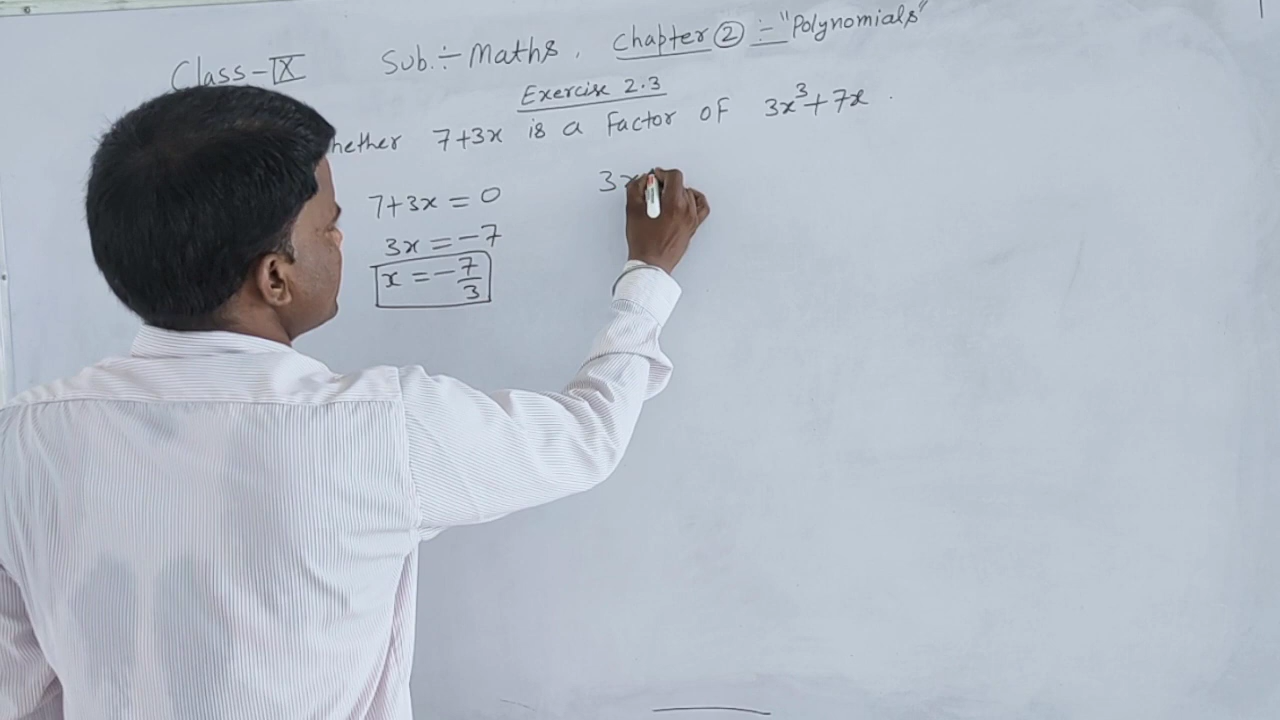 Class-IX Sub.:- Maths, Chapter ② :- "Polynomials"
Exercise 2.3
hether 7+3x is a factor of 3x³+7x.
7+3x = 0 3x
3x = -7
x = -7/3